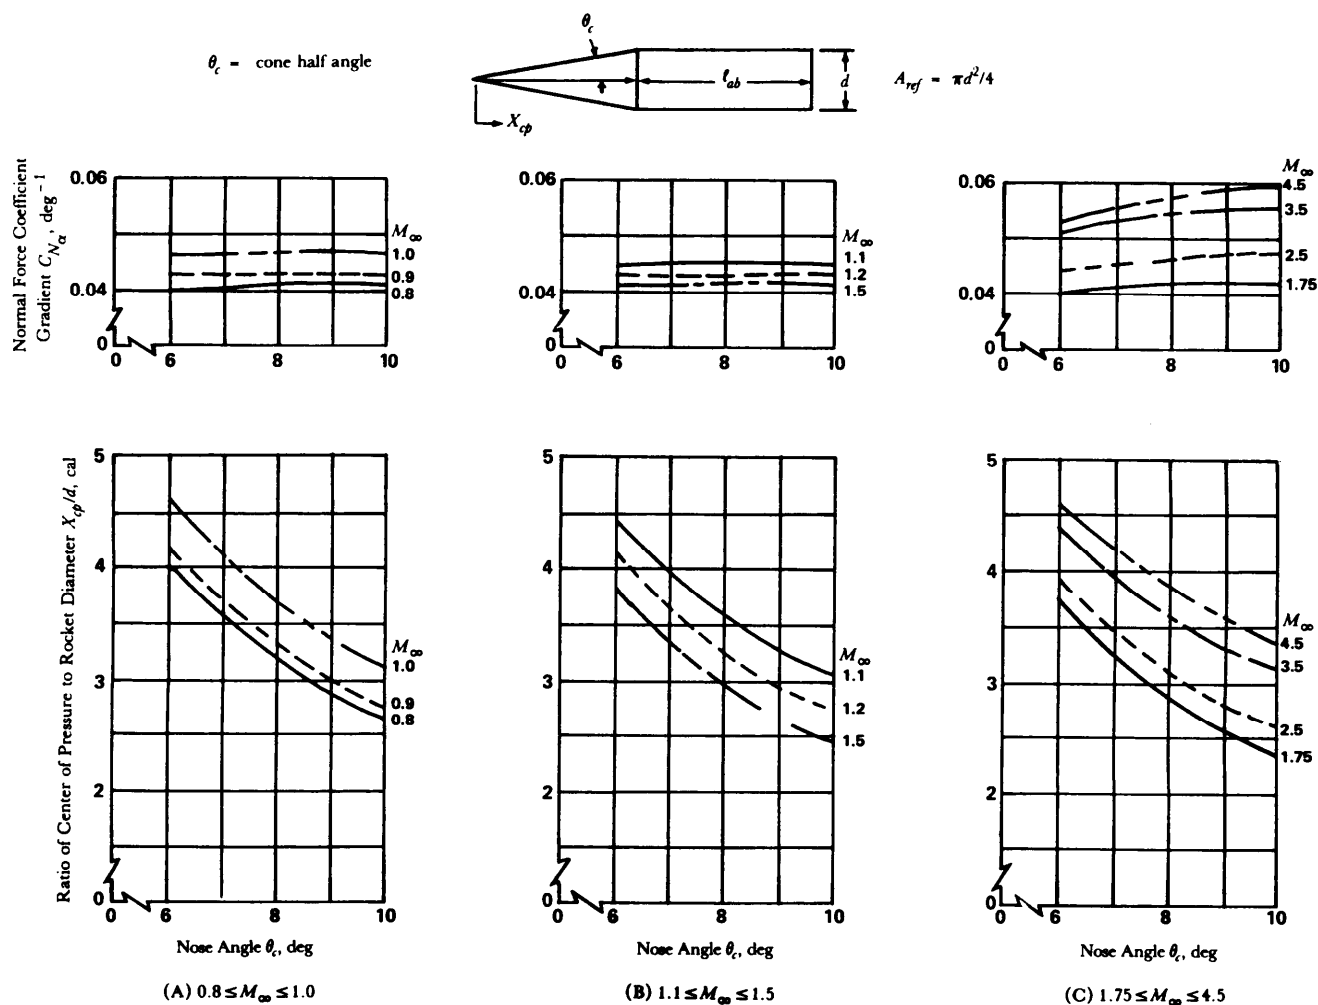 θc = cone half angle
θc
ℓab
d
Aref = πd²/4
Xcp
Normal Force Coefficient
Gradient CNα, deg⁻¹
0.06
0.04
0
M∞
1.0
0.9
0.8
0 6 8 10
0.06
0.04
0
M∞
1.1
1.2
1.5
0 6 8 10
0.06
0.04
0
M∞
4.5
3.5
2.5
1.75
0 6 8 10
Ratio of Center of Pressure to Rocket Diameter Xcp/d, cal
5
4
3
2
0
M∞
1.0
0.9
0.8
0 6 8 10
Nose Angle θc, deg
(A) 0.8≤M∞≤1.0
5
4
3
2
0
M∞
1.1
1.2
1.5
0 6 8 10
Nose Angle θc, deg
(B) 1.1≤M∞≤1.5
5
4
3
2
0
M∞
4.5
3.5
2.5
1.75
0 6 8 10
Nose Angle θc, deg
(C) 1.75≤M∞≤4.5